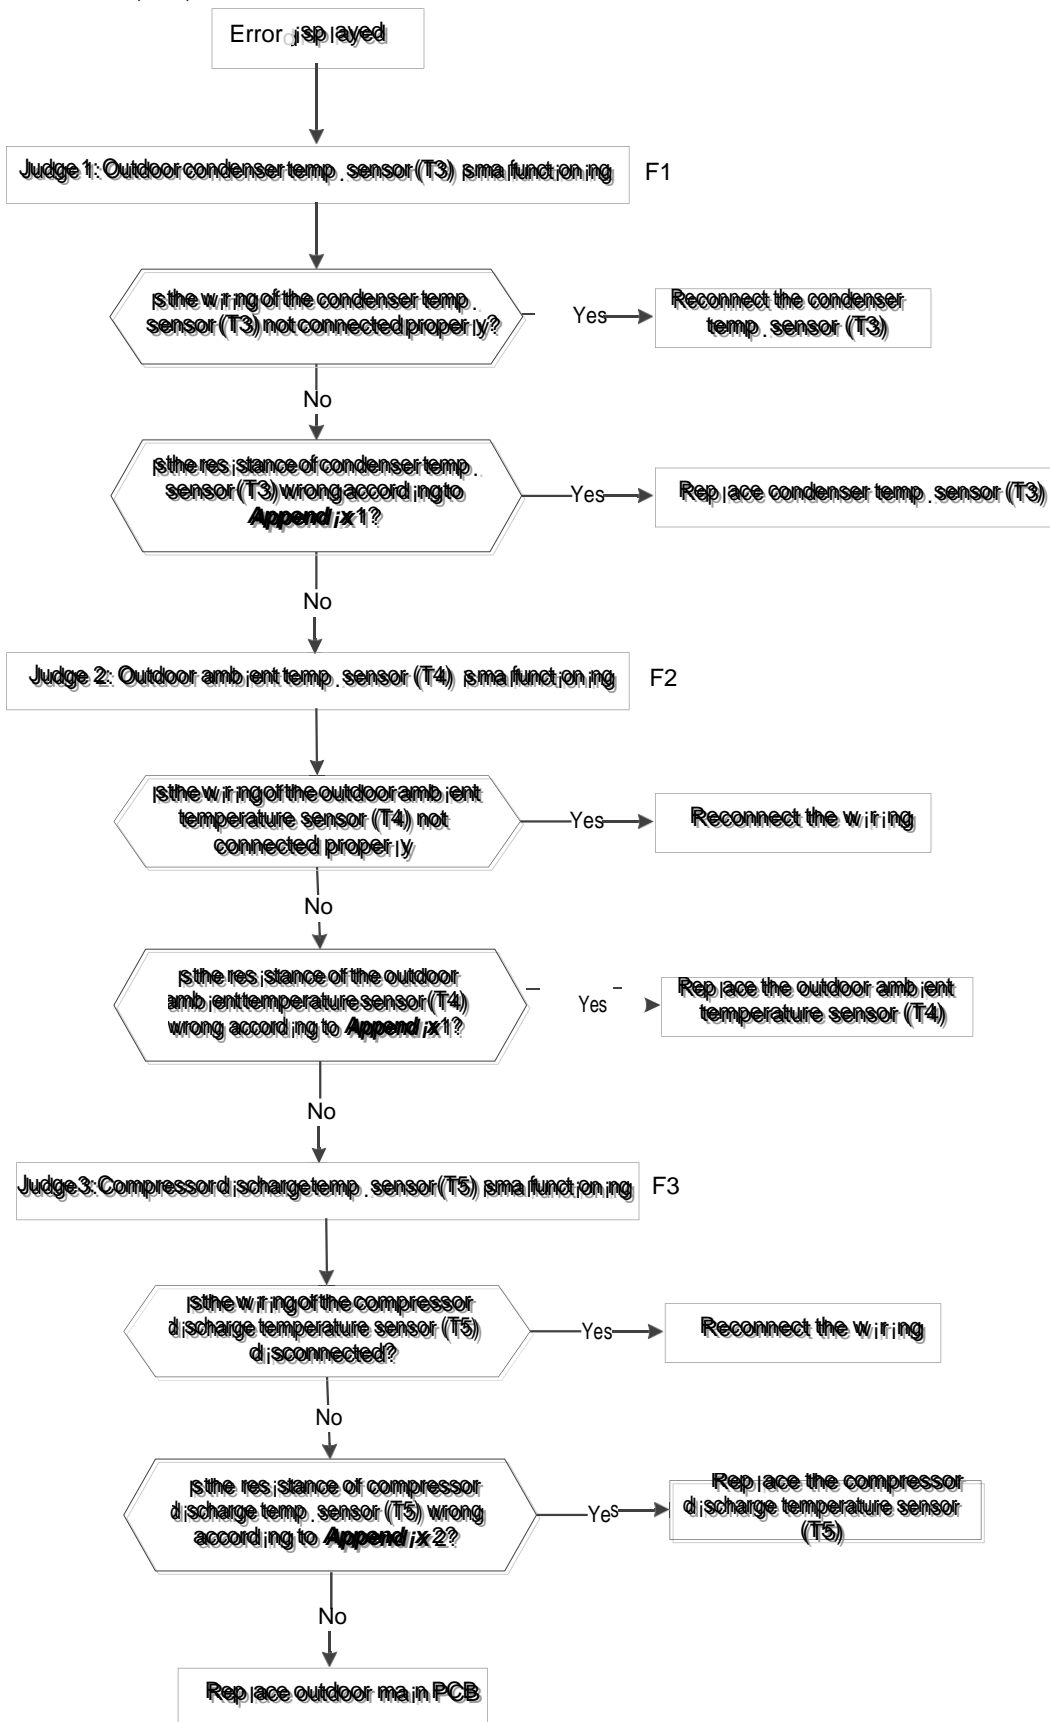 Error displayed
Judge 1: Outdoor condenser temp. sensor (T3) is malfunctioning
F1
Is the wiring of the condenser temp.
sensor (T3) not connected properly?
Yes
Reconnect the condenser
temp. sensor (T3)
No
Is the resistance of condenser temp.
sensor (T3) wrong according to
Appendix 1?
Yes
Replace condenser temp. sensor (T3)
No
Judge 2: Outdoor ambient temp. sensor (T4) is malfunctioning
F2
Is the wiring of the outdoor ambient
temperature sensor (T4) not
connected properly
Yes
Reconnect the wiring
No
Is the resistance of the outdoor
ambient temperature sensor (T4)
wrong according to Appendix 1?
Yes
Replace the outdoor ambient
temperature sensor (T4)
No
Judge3: Compressor discharge temp. sensor (T5) is malfunctioning
F3
Is the wiring of the compressor
discharge temperature sensor (T5)
disconnected?
Yes
Reconnect the wiring
No
Is the resistance of compressor
discharge temp. sensor (T5) wrong
according to Appendix 2?
Yes
Replace the compressor
discharge temperature sensor
(T5)
No
Replace outdoor main PCB